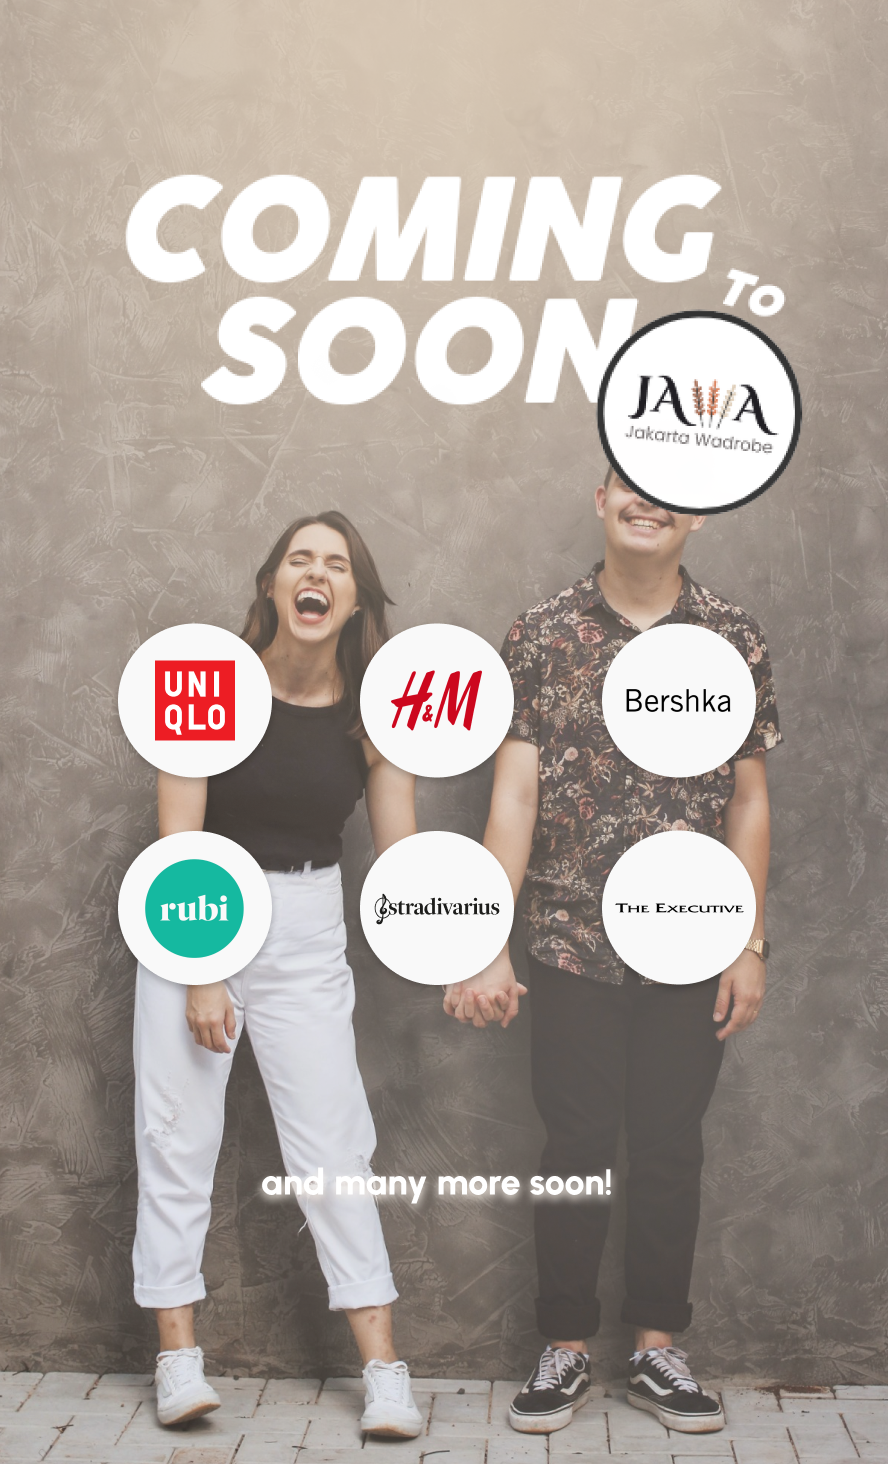 COMING
SOON
To
JAWA
Jakarta Wadrobe
UNI
QLO
H&M
Bershka
rubi
stradivarius
THE EXECUTIVE
and many more soon!